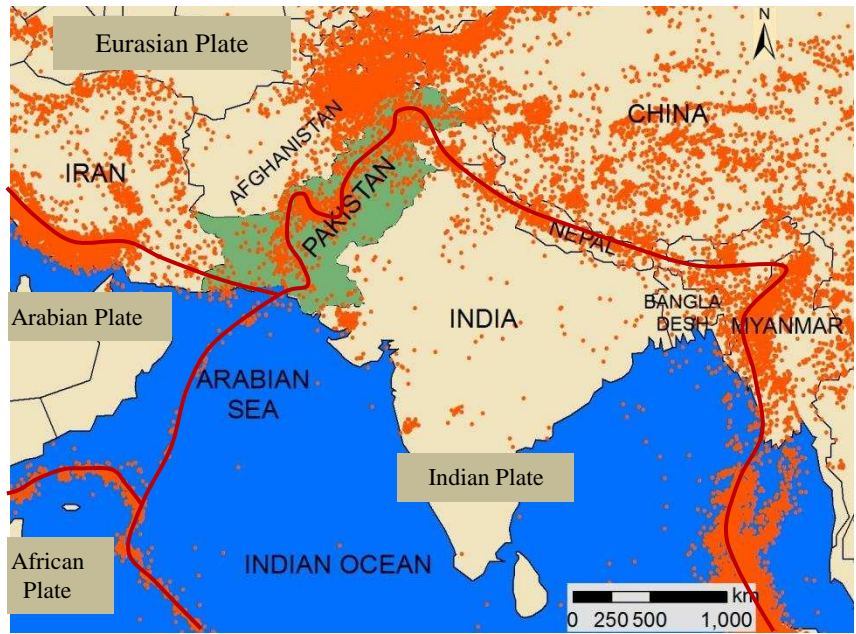 Eurasian Plate
N
CHINA
AFGHANISTAN
IRAN
PAKISTAN
NEPAL
Arabian Plate
INDIA
BANGLA
DESH
MYANMAR
ARABIAN
SEA
Indian Plate
African
Plate
INDIAN OCEAN
km
0 250 500 1,000